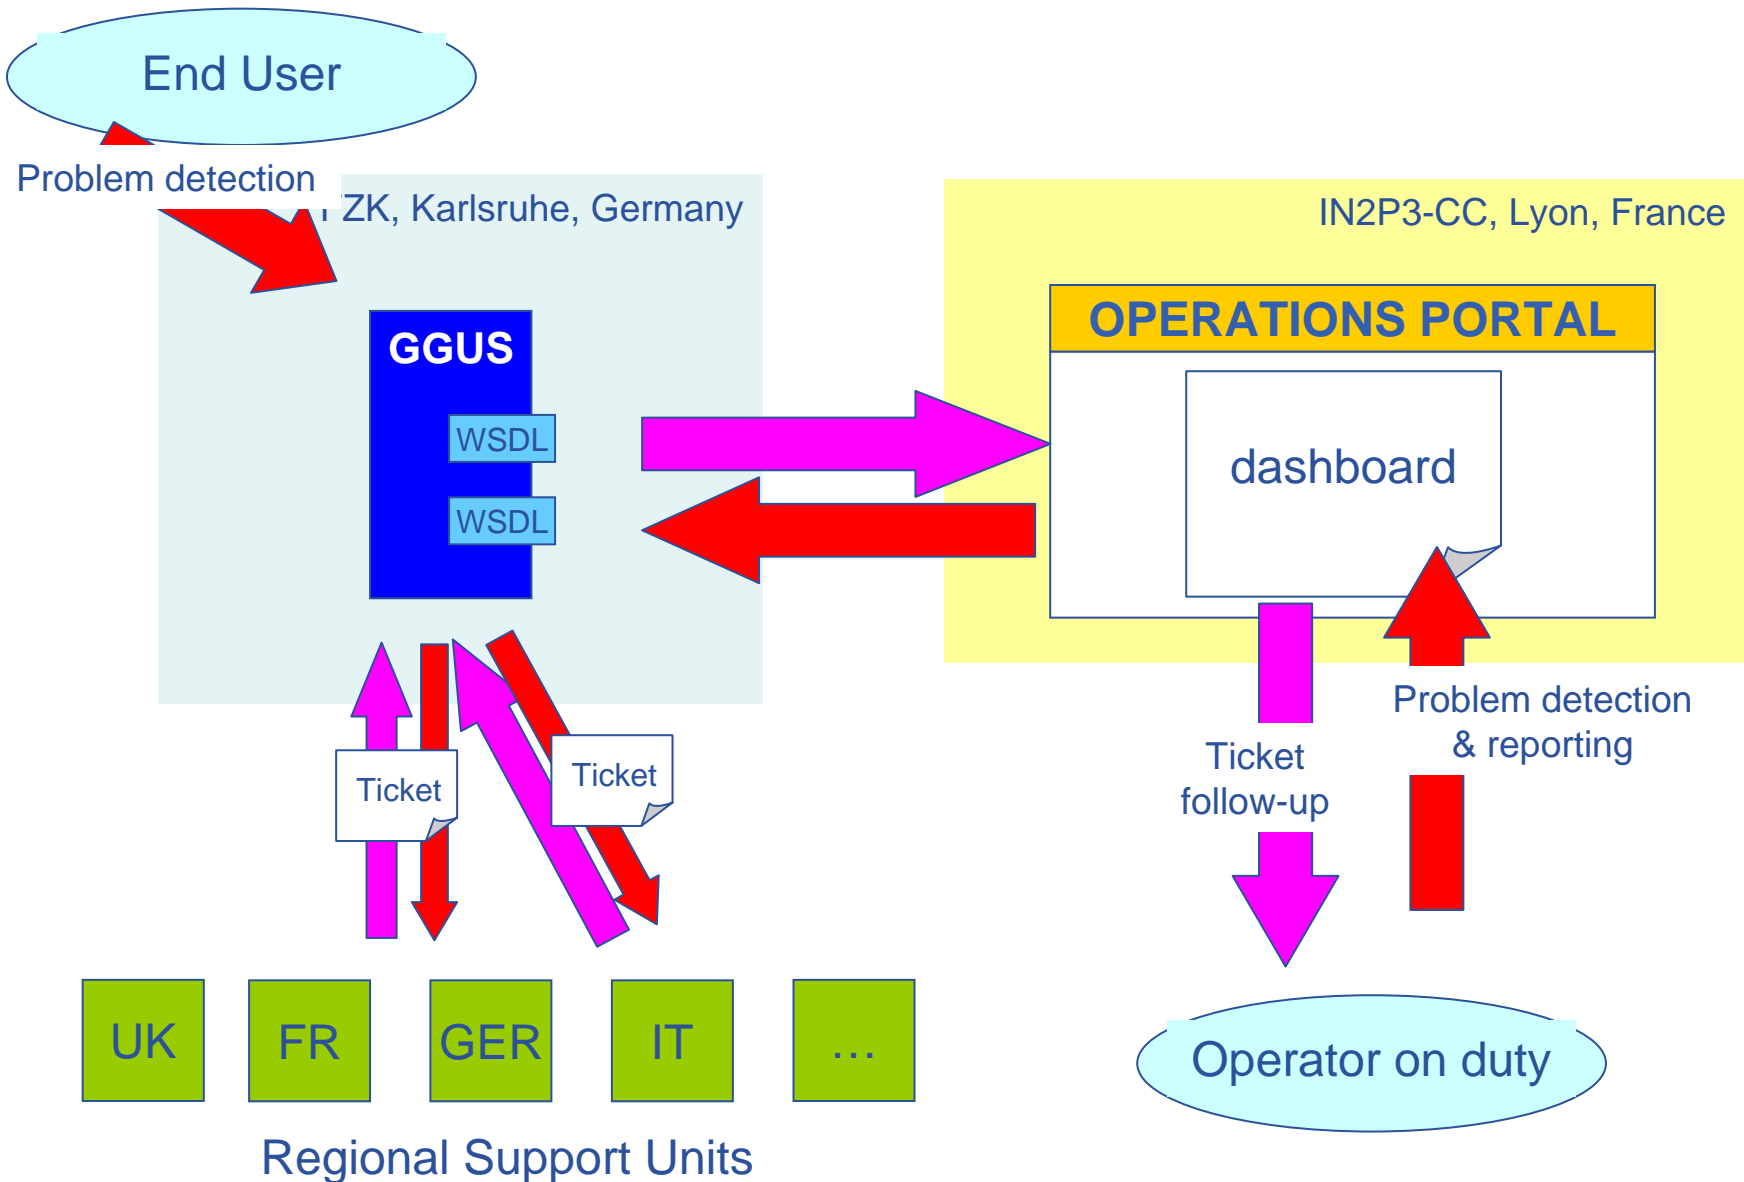 End User
Problem detection
FZK, Karlsruhe, Germany
IN2P3-CC, Lyon, France
GGUS
WSDL
WSDL
OPERATIONS PORTAL
dashboard
Ticket
Ticket
Ticket
follow-up
Problem detection
& reporting
UK
FR
GER
IT
…
Regional Support Units
Operator on duty